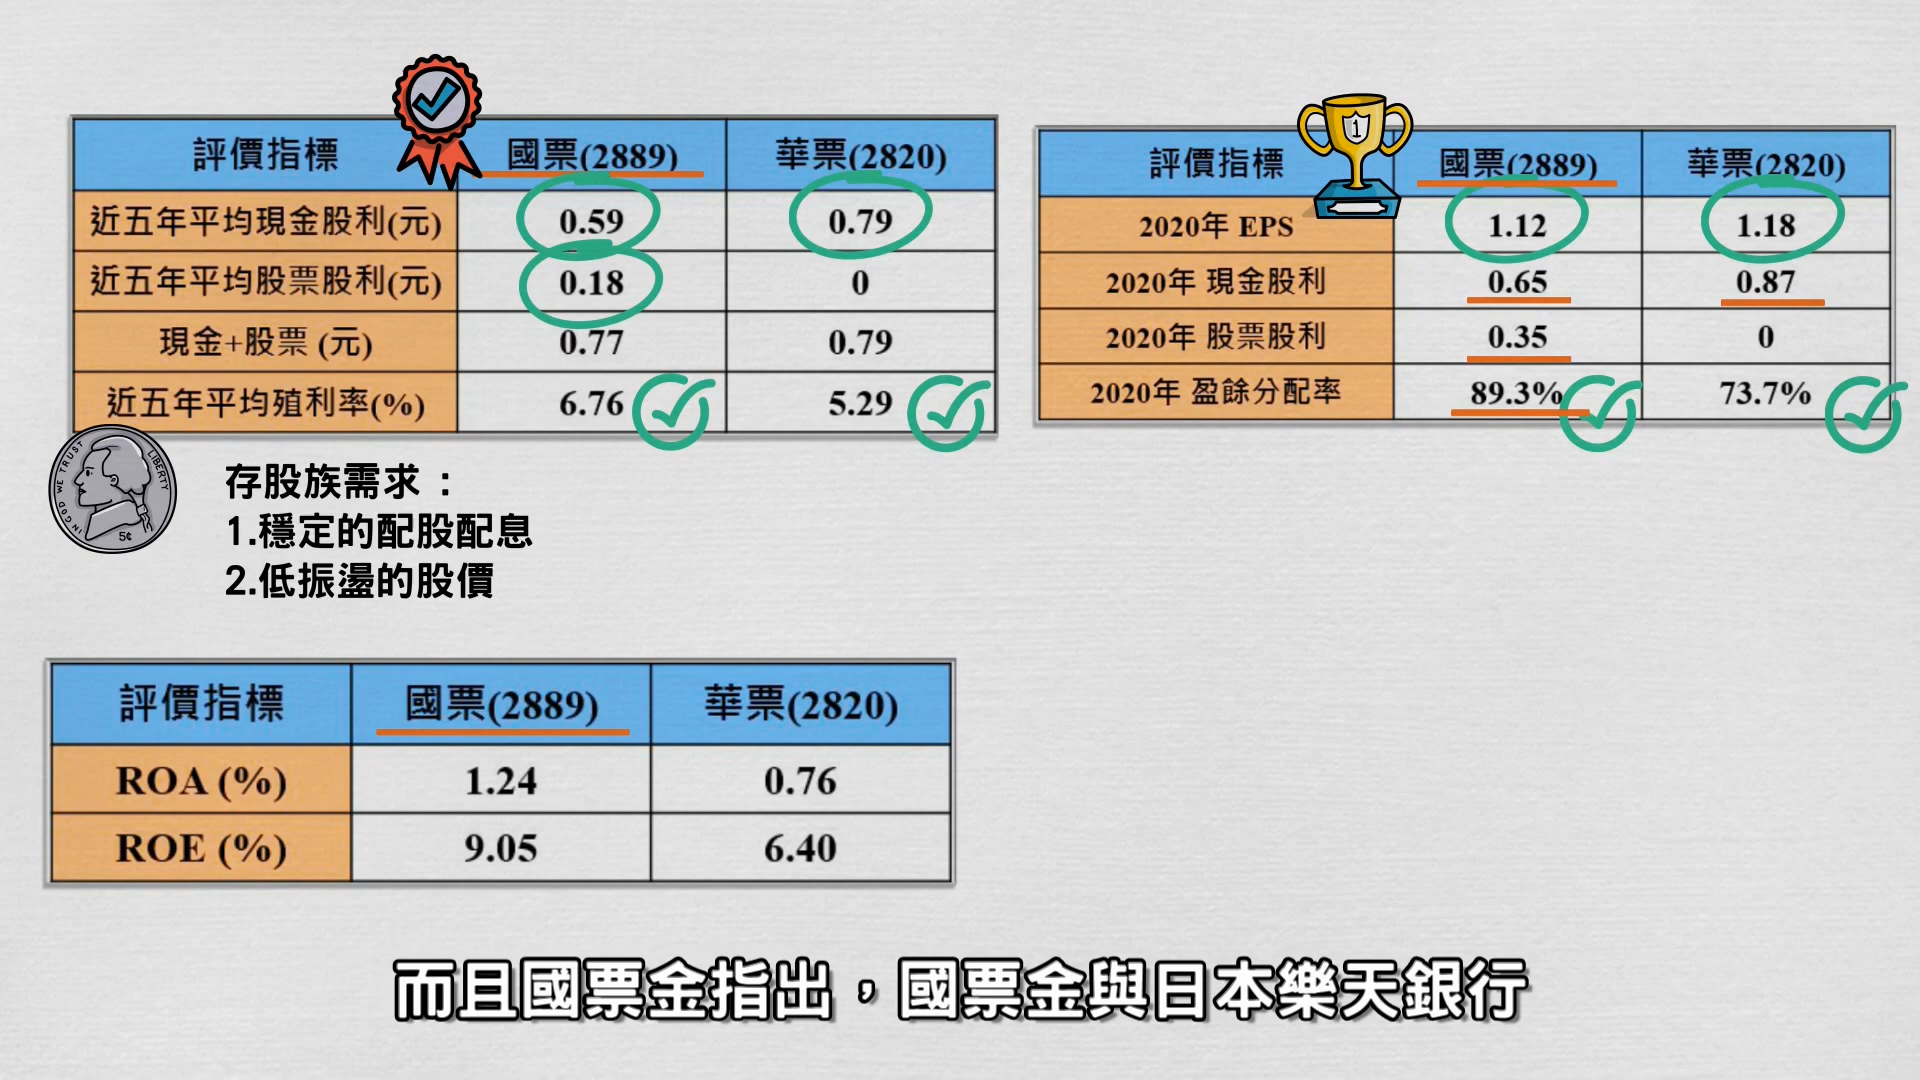 評價指標 國票(2889) 華票(2820)
近五年平均現金股利(元) 0.59 0.79
近五年平均股票股利(元) 0.18 0
現金+股票 (元) 0.77 0.79
近五年平均殖利率(%) 6.76 5.29
1
評價指標 國票(2889) 華票(2820)
2020年 EPS 1.12 1.18
2020年 現金股利 0.65 0.87
2020年 股票股利 0.35 0
2020年 盈餘分配率 89.3% 73.7%
IN GOD WE TRUST
LIBERTY
5¢
存股族需求：
1.穩定的配股配息
2.低振盪的股價
評價指標 國票(2889) 華票(2820)
ROA (%) 1.24 0.76
ROE (%) 9.05 6.40
而且國票金指出，國票金與日本樂天銀行